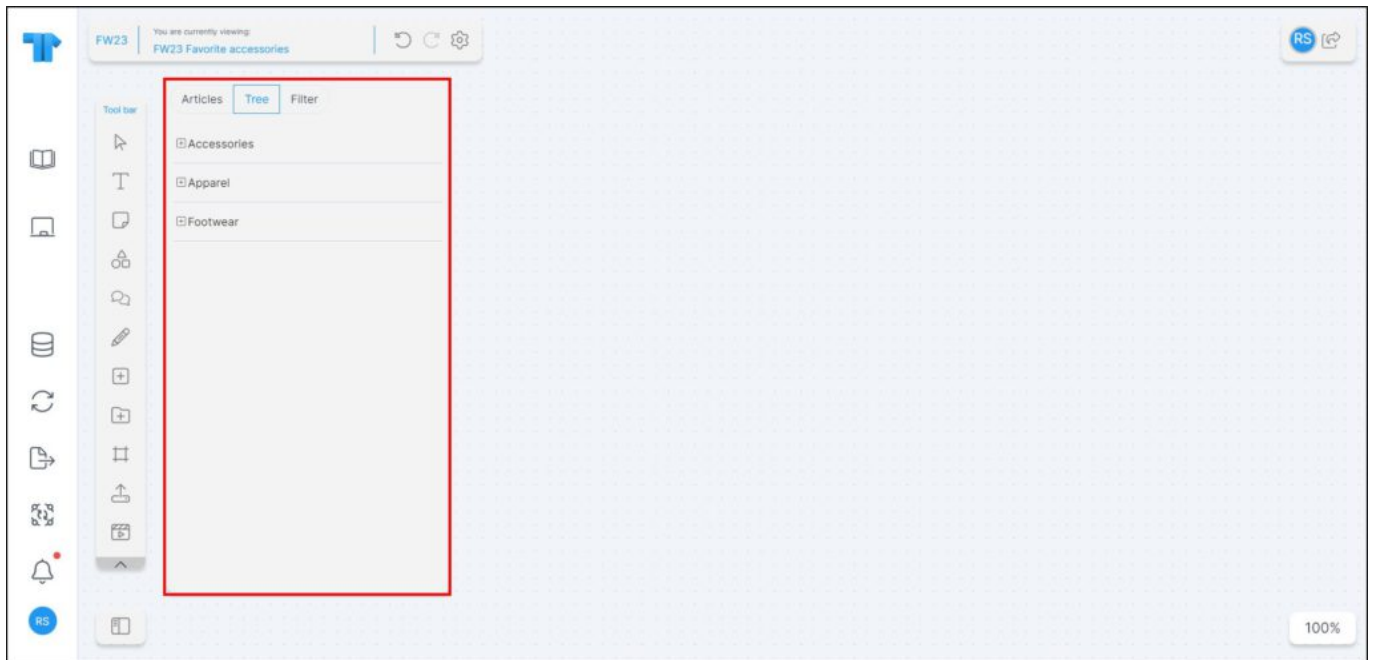 FW23
You are currently viewing:
FW23 Favorite accessories
RS
Tool bar
Articles Tree Filter
Accessories
Apparel
Footwear
RS
100%